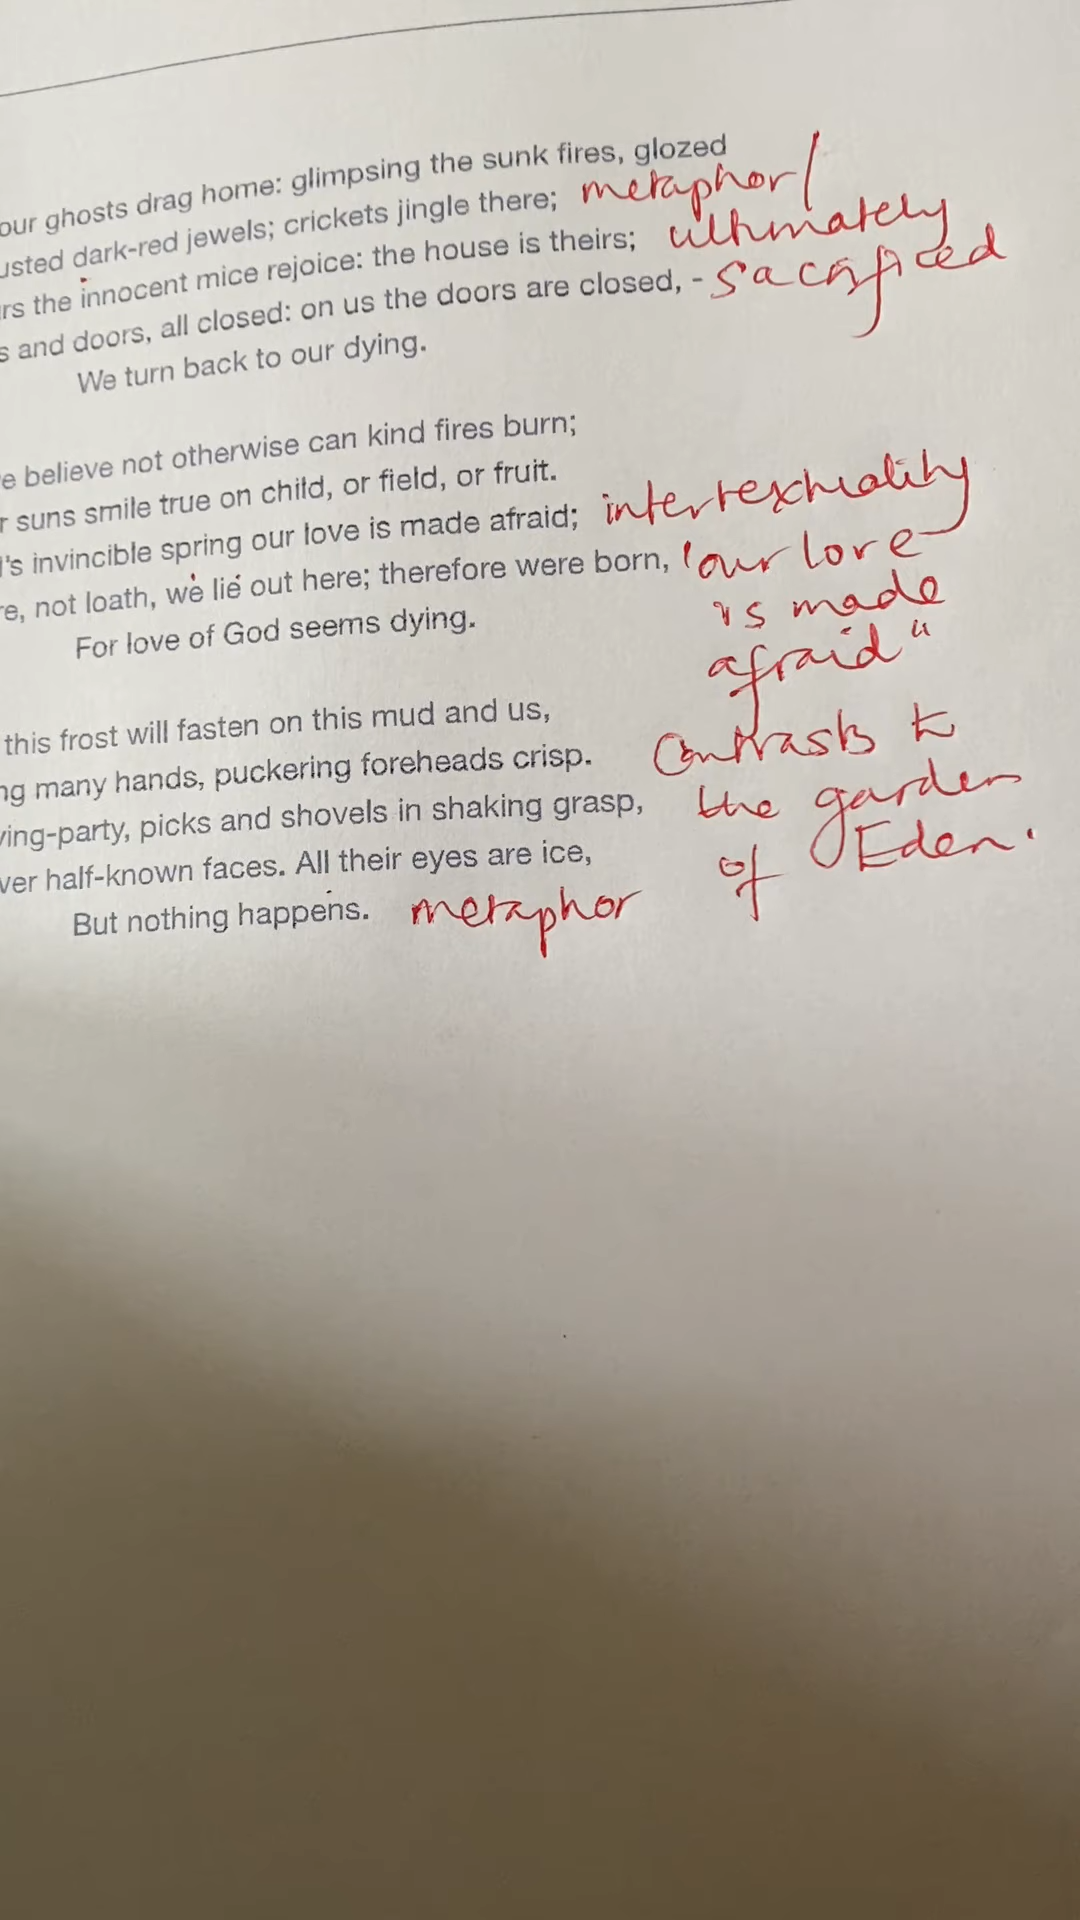 our ghosts drag home: glimpsing the sunk fires, glozed
usted dark-red jewels; crickets jingle there; metaphor/
rs the innocent mice rejoice: the house is theirs; ultimately
s and doors, all closed: on us the doors are closed, - sacrificed
We turn back to our dying.
e believe not otherwise can kind fires burn;
r suns smile true on child, or field, or fruit.
l's invincible spring our love is made afraid; intertextuality
re, not loath, we lie out here; therefore were born, "our love
is made
For love of God seems dying.
afraid"
this frost will fasten on this mud and us,
ng many hands, puckering foreheads crisp. Contrasts to
ying-party, picks and shovels in shaking grasp, the garden
ver half-known faces. All their eyes are ice, of Eden.
But nothing happens. metaphor